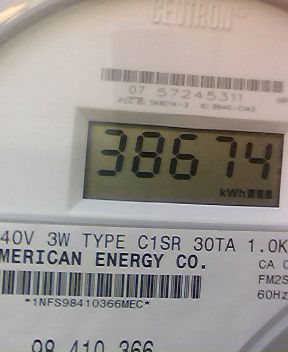 CENTRON
07 57245311
38674
kWh
40V 3W TYPE C1SR 30TA 1.0K
MERICAN ENERGY CO.
CA 0
FM2S
60Hz
*1NFS98410366MEC*
98 410 366